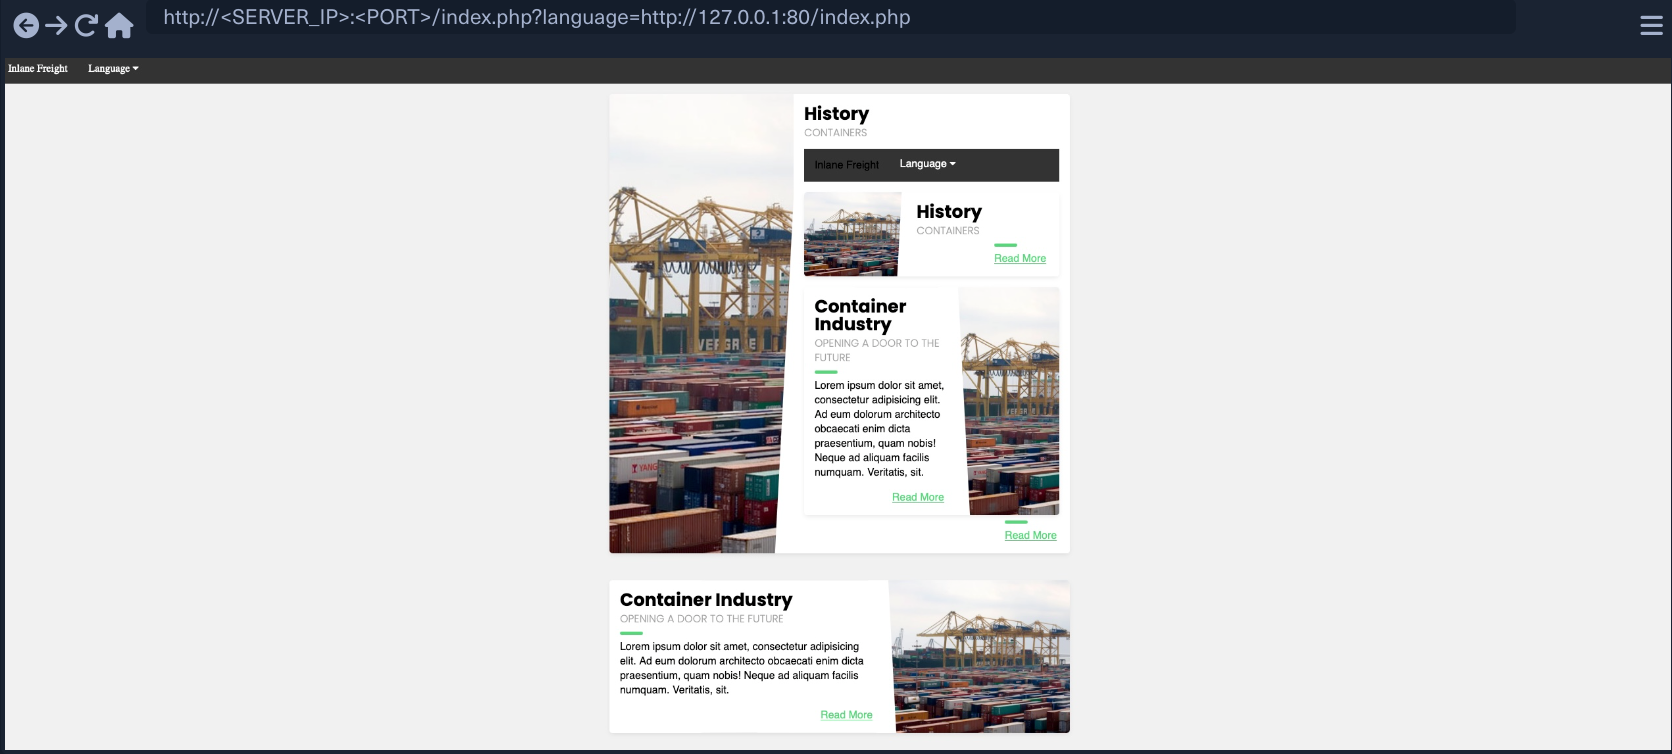 http://<SERVER_IP>:<PORT>/index.php?language=http://127.0.0.1:80/index.php
Inlane Freight Language
History
CONTAINERS
Inlane Freight Language
History
CONTAINERS
Read More
Container
Industry
OPENING A DOOR TO THE
FUTURE
Lorem ipsum dolor sit amet,
consectetur adipisicing elit.
Ad eum dolorum architecto
obcaecati enim dicta
praesentium, quam nobis!
Neque ad aliquam facilis
numquam. Veritatis, sit.
Read More
Read More
YANG
Container Industry
OPENING A DOOR TO THE FUTURE
Lorem ipsum dolor sit amet, consectetur adipisicing
elit. Ad eum dolorum architecto obcaecati enim dicta
praesentium, quam nobis! Neque ad aliquam facilis
numquam. Veritatis, sit.
Read More